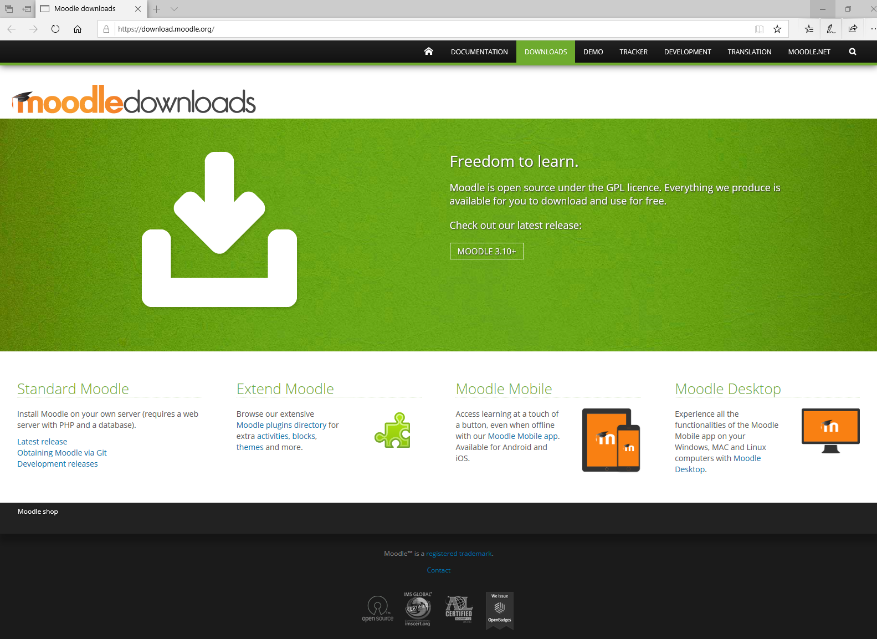 Moodle downloads
https://download.moodle.org/
DOCUMENTATION DOWNLOADS DEMO TRACKER DEVELOPMENT TRANSLATION MOODLE.NET
moodledownloads
Freedom to learn.
Moodle is open source under the GPL licence. Everything we produce is
available for you to download and use for free.
Check out our latest release:
MOODLE 3.10+
Standard Moodle
Install Moodle on your own server (requires a web
server with PHP and a database).
Latest release
Obtaining Moodle via Git
Development releases
Extend Moodle
Browse our extensive
Moodle plugins directory for
extra activities, blocks,
themes and more.
Moodle Mobile
Access learning at a touch of
a button, even when offline
with our Moodle Mobile app.
Available for Android and
iOS.
m
m
Moodle Desktop
Experience all the
functionalities of the Moodle
Mobile app on your
Windows, MAC and Linux
computers with Moodle
Desktop.
m
Moodle shop
Moodle™ is a registered trademark.
Contact
open source
IMS GLOBAL
CERTIFIED
We Issue
OpenBadges